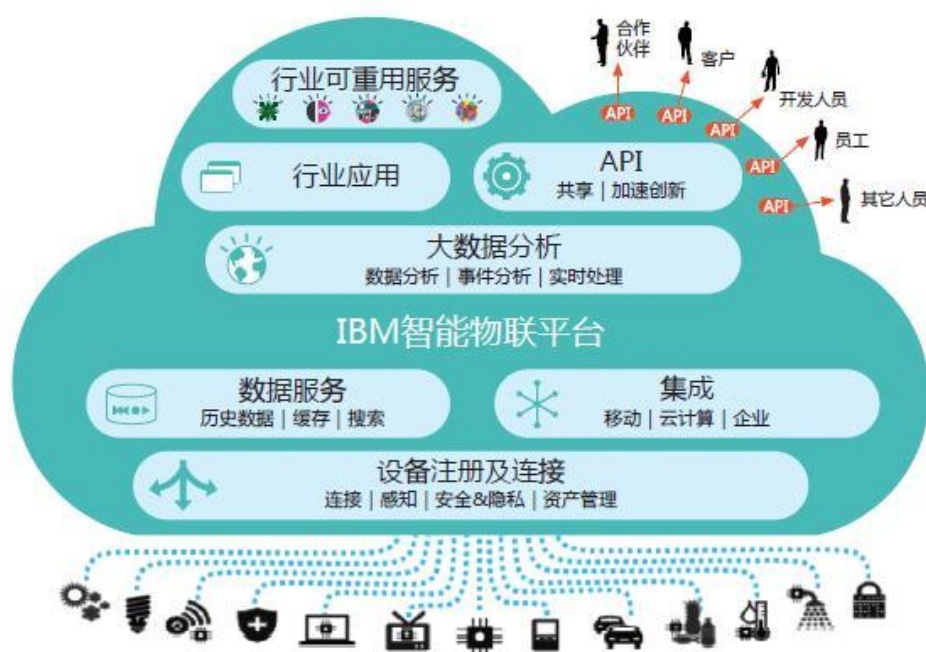 合作
伙伴
客户
开发人员
员工
其它人员
API
API
API
API
API
行业可重用服务
行业应用
API
共享 | 加速创新
大数据分析
数据分析 | 事件分析 | 实时处理
IBM智能物联平台
数据服务
历史数据 | 缓存 | 搜索
集成
移动 | 云计算 | 企业
设备注册及连接
连接 | 感知 | 安全&隐私 | 资产管理